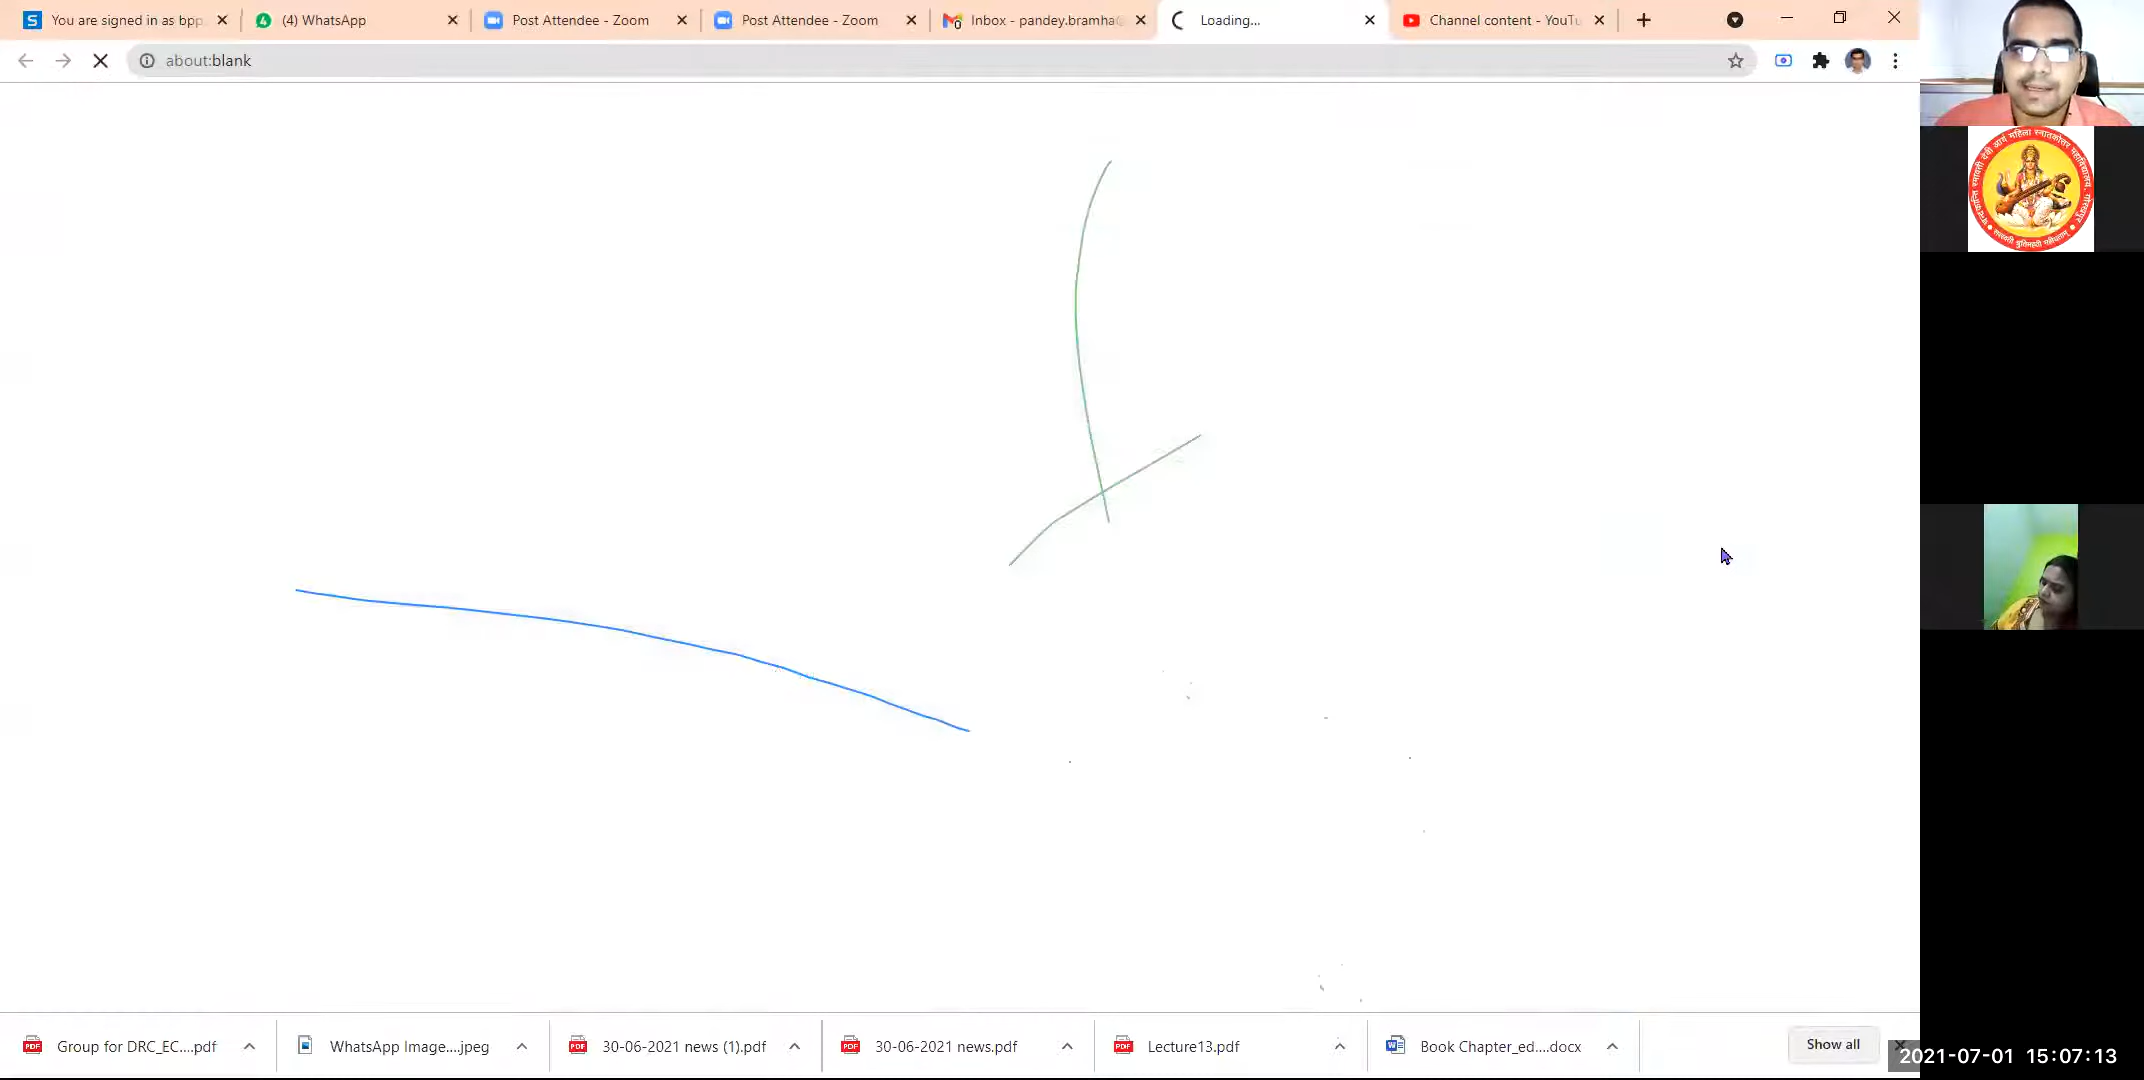 You are signed in as bpp
(4) WhatsApp
Post Attendee - Zoom
Post Attendee - Zoom
Inbox - pandey.bramha
Loading...
Channel content - YouTu
about:blank
Group for DRC_EC....pdf
WhatsApp Image....jpeg
30-06-2021 news (1).pdf
30-06-2021 news.pdf
Lecture13.pdf
Book Chapter_ed....docx
Show all
2021-07-01 15:07:13